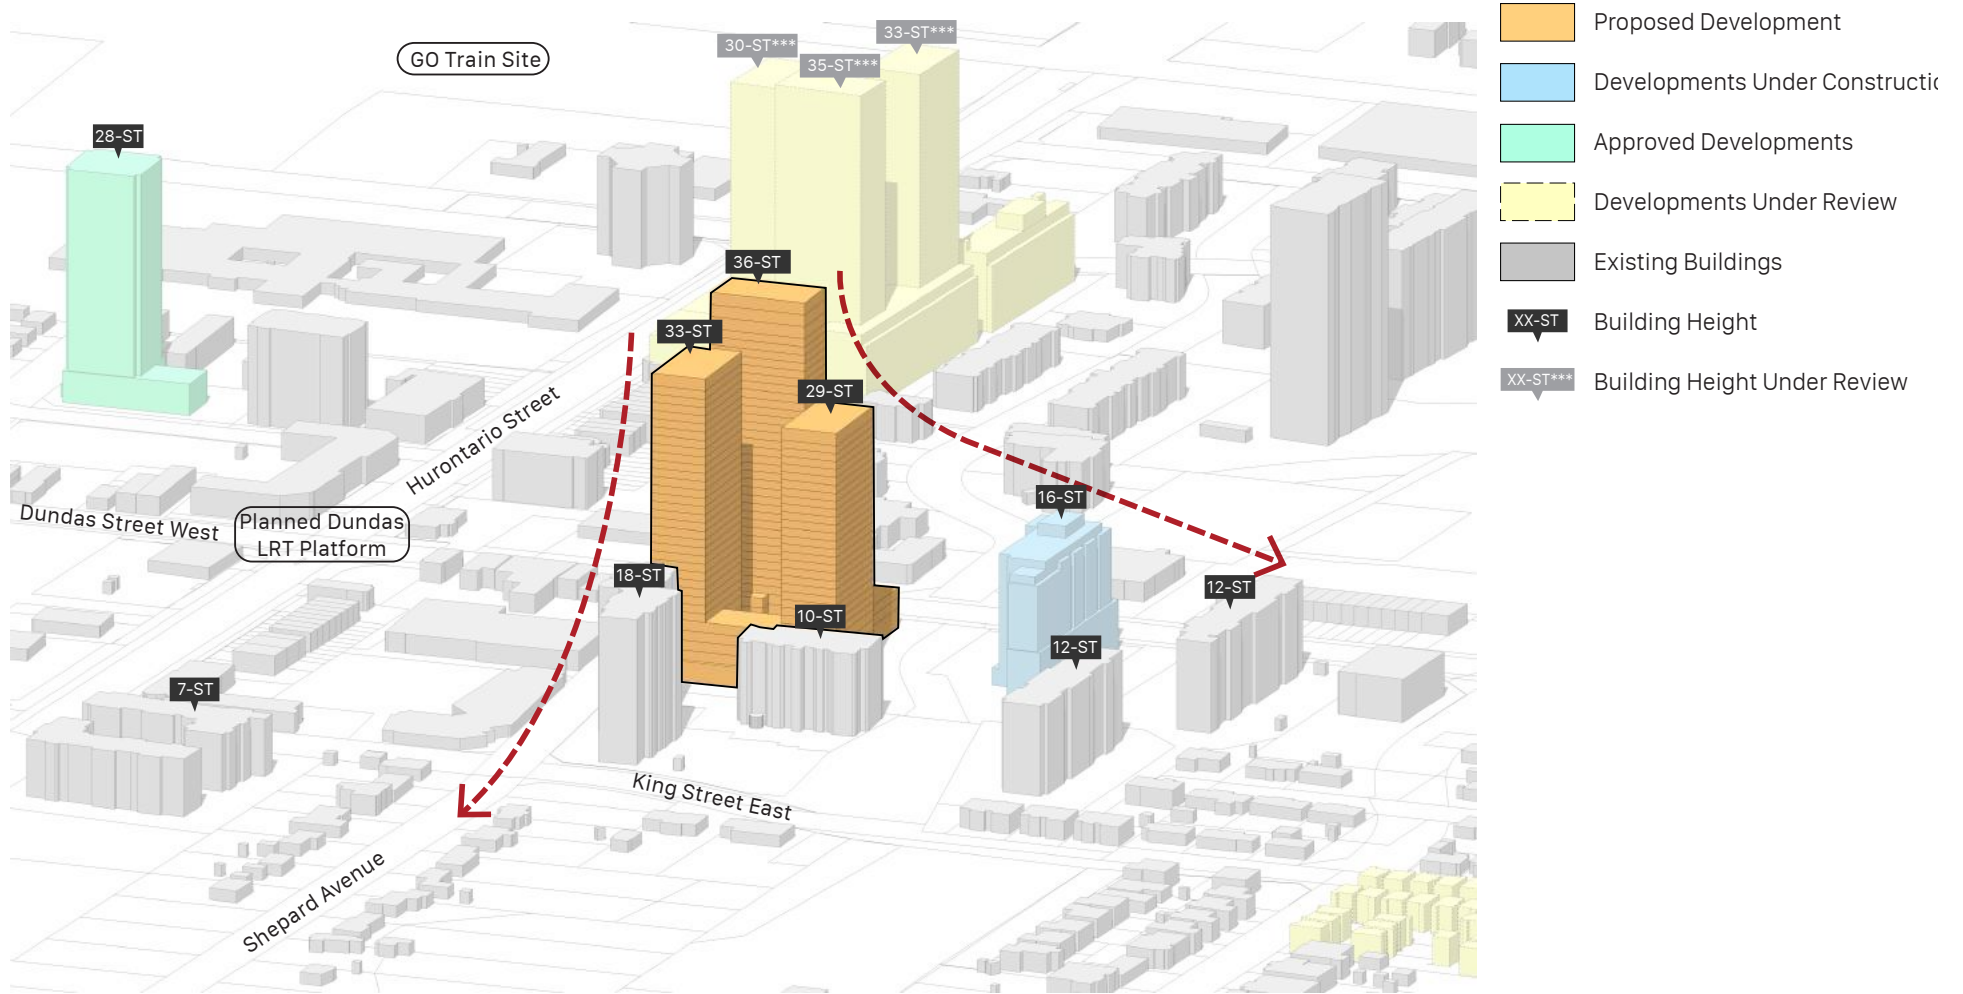 30-ST***
33-ST***
35-ST***
GO Train Site
28-ST
36-ST
33-ST
29-ST
Hurontario Street
Dundas Street West
Planned Dundas
LRT Platform
16-ST
18-ST
10-ST
12-ST
12-ST
7-ST
King Street East
Shepard Avenue
Proposed Development
Developments Under Constructi
Approved Developments
Developments Under Review
Existing Buildings
XX-ST Building Height
XX-ST*** Building Height Under Review